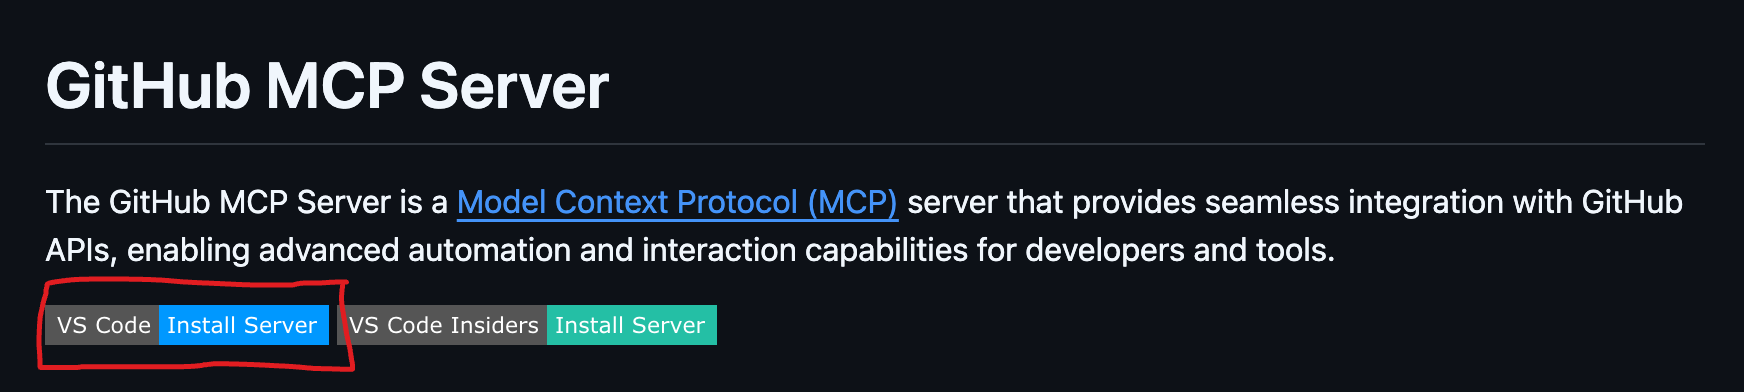 GitHub MCP Server
The GitHub MCP Server is a Model Context Protocol (MCP) server that provides seamless integration with GitHub
APIs, enabling advanced automation and interaction capabilities for developers and tools.
VS Code Install Server VS Code Insiders Install Server